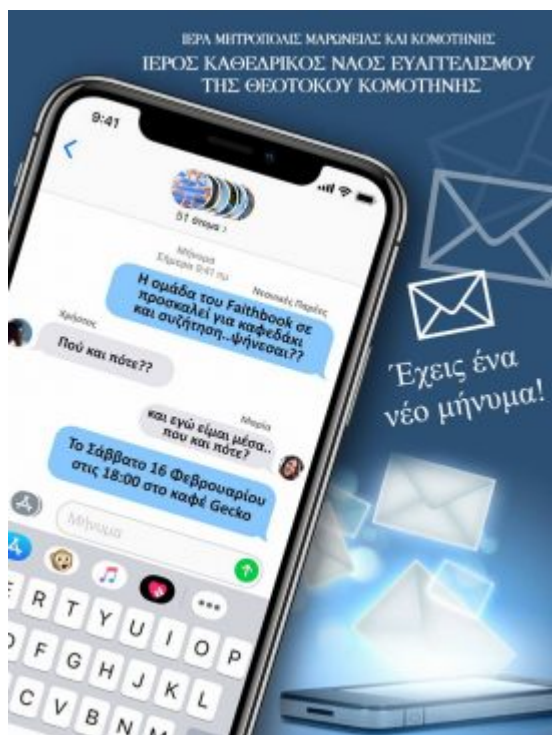 ΙΕΡΑ ΜΗΤΡΟΠΟΛΙΣ ΜΑΡΩΝΕΙΑΣ ΚΑΙ ΚΟΜΟΤΗΝΗΣ
ΙΕΡΟΣ ΚΑΘΕΔΡΙΚΟΣ ΝΑΟΣ ΕΥΑΓΓΕΛΙΣΜΟΥ
ΤΗΣ ΘΕΟΤΟΚΟΥ ΚΟΜΟΤΗΝΗΣ
9:41
51 άτομα >
Μήνυμα
Σήμερα 9:41 πμ
Νεανικές Παρέες
Η ομάδα του Faithbook σε
προσκαλεί για καφεδάκι
και συζήτηση..ψήνεσαι??
Χρήστος
Πού και πότε??
Μαρία
και εγώ είμαι μέσα..
που και πότε?
Το Σάββατο 16 Φεβρουαρίου
στις 18:00 στο καφέ Gecko
Μήνυμα
E R T Y U I O P
D F G H J K L
C V B N M
Έχεις ένα
νέο μήνυμα!